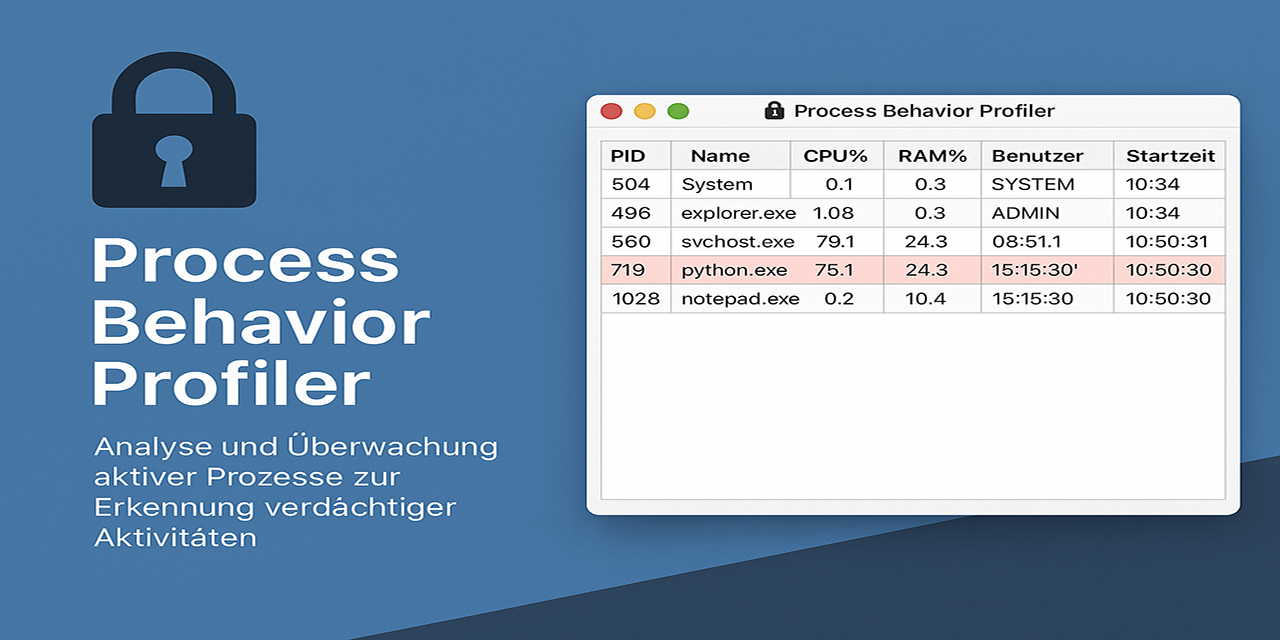 Process
Behavior
Profiler
Analyse und Überwachung
aktiver Prozesse zur
Erkennung verdáchtiger
Aktivitáten
Process Behavior Profiler
PID Name CPU% RAM% Benutzer Startzeit
504 System 0.1 0.3 SYSTEM 10:34
496 explorer.exe 1.08 0.3 ADMIN 10:34
560 svchost.exe 79.1 24.3 08:51.1 10:50:31
719 python.exe 75.1 24.3 15:15:30' 10:50:30
1028 notepad.exe 0.2 10.4 15:15:30 10:50:30